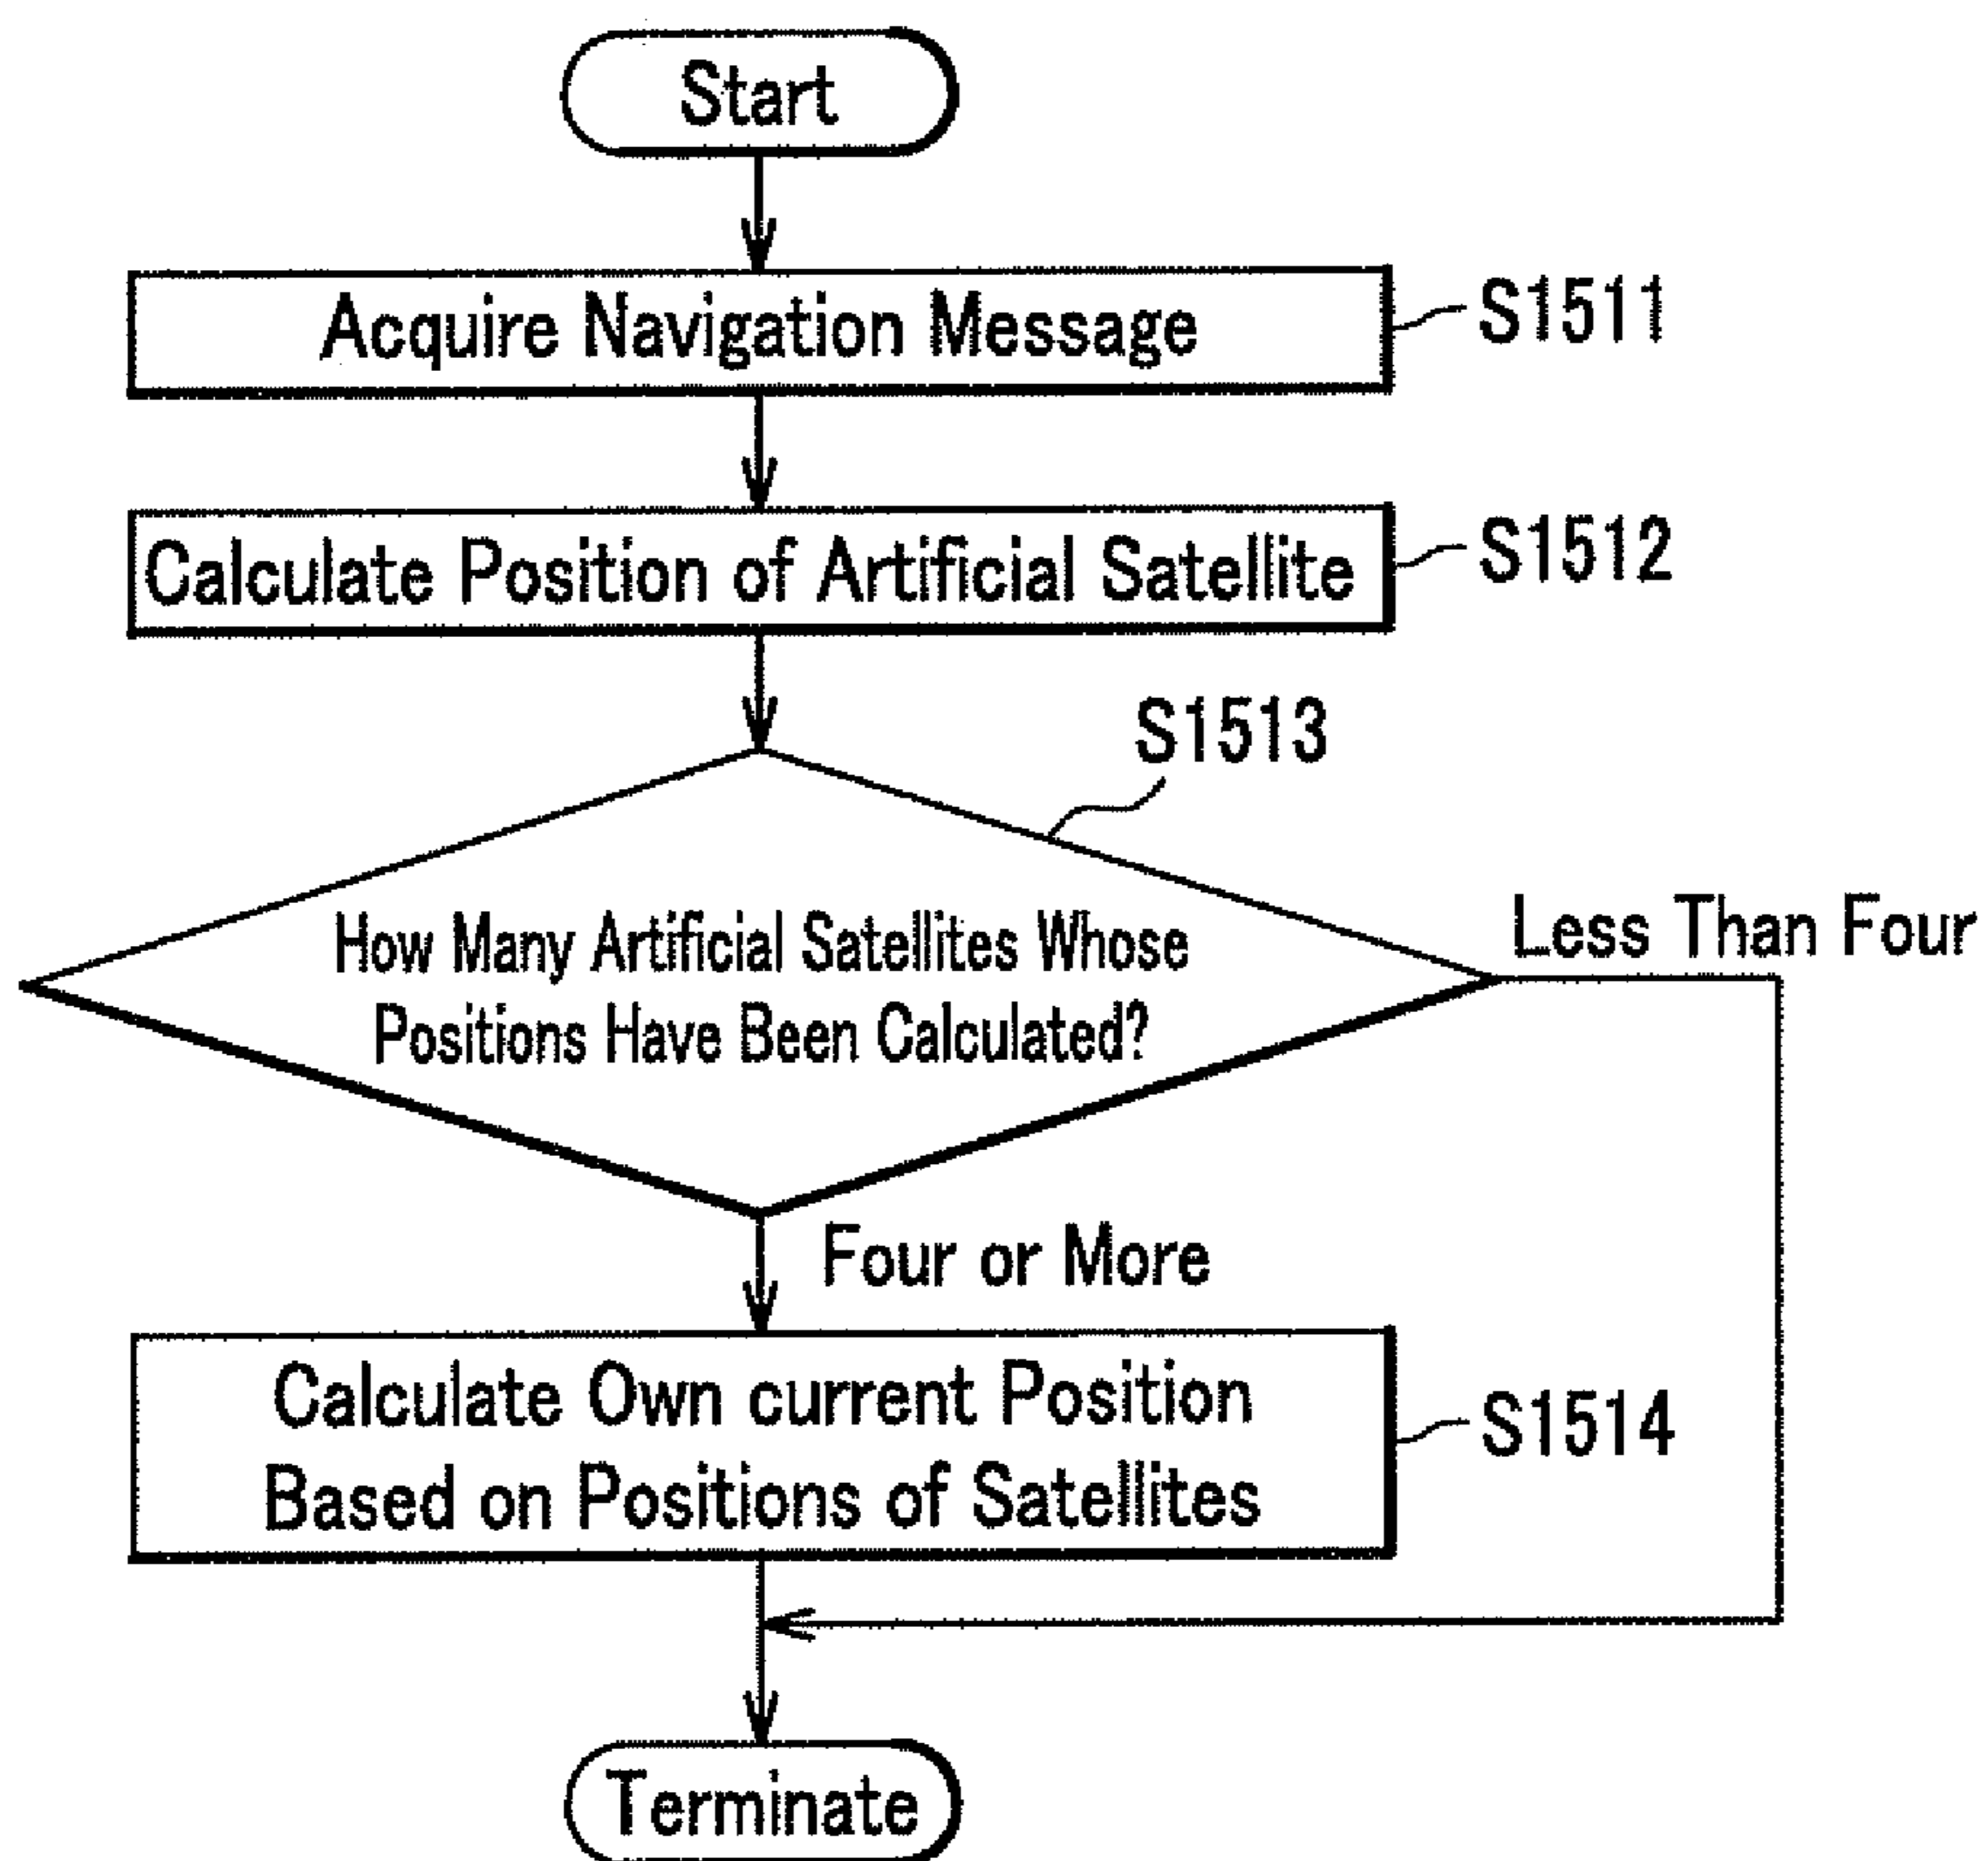 Start
Acquire Navigation Message
S1511
Calculate Position of Artificial Satellite
S1512
S1513
How Many Artificial Satellites Whose
Positions Have Been Calculated?
Less Than Four
Four or More
Calculate Own current Position
Based on Positions of Satellites
S1514
Terminate